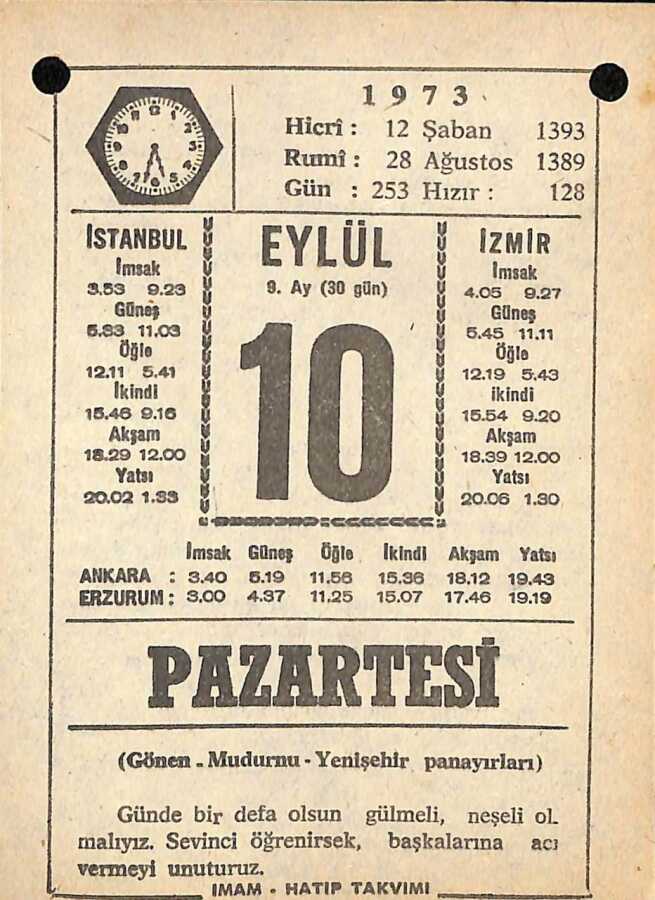 1973
Hicrî : 12 Şaban 1393
Rumî : 28 Ağustos 1389
Gün : 253 Hızır : 128
İSTANBUL
İmsak
3.53 9.23
Güneş
5.33 11.03
Öğle
12.11 5.41
İkindi
15.46 9.16
Akşam
18.29 12.00
Yatsı
20.02 1.33
EYLÜL
9. Ay (30 gün)
10
İZMİR
İmsak
4.05 9.27
Güneş
5.45 11.11
Öğle
12.19 5.43
ikindi
15.54 9.20
Akşam
18.39 12.00
Yatsı
20.06 1.30
İmsak Güneş Öğle İkindi Akşam Yatsı
ANKARA : 3.40 5.19 11.56 15.36 18.12 19.43
ERZURUM : 3.00 4.37 11.25 15.07 17.46 19.19
PAZARTESİ
(Gönen - Mudurnu - Yenişehir panayırları)
Günde bir defa olsun gülmeli, neşeli ol-
malıyız. Sevinci öğrenirsek, başkalarına acı
vermeyi unuturuz.
İMAM - HATİP TAKVİMİ